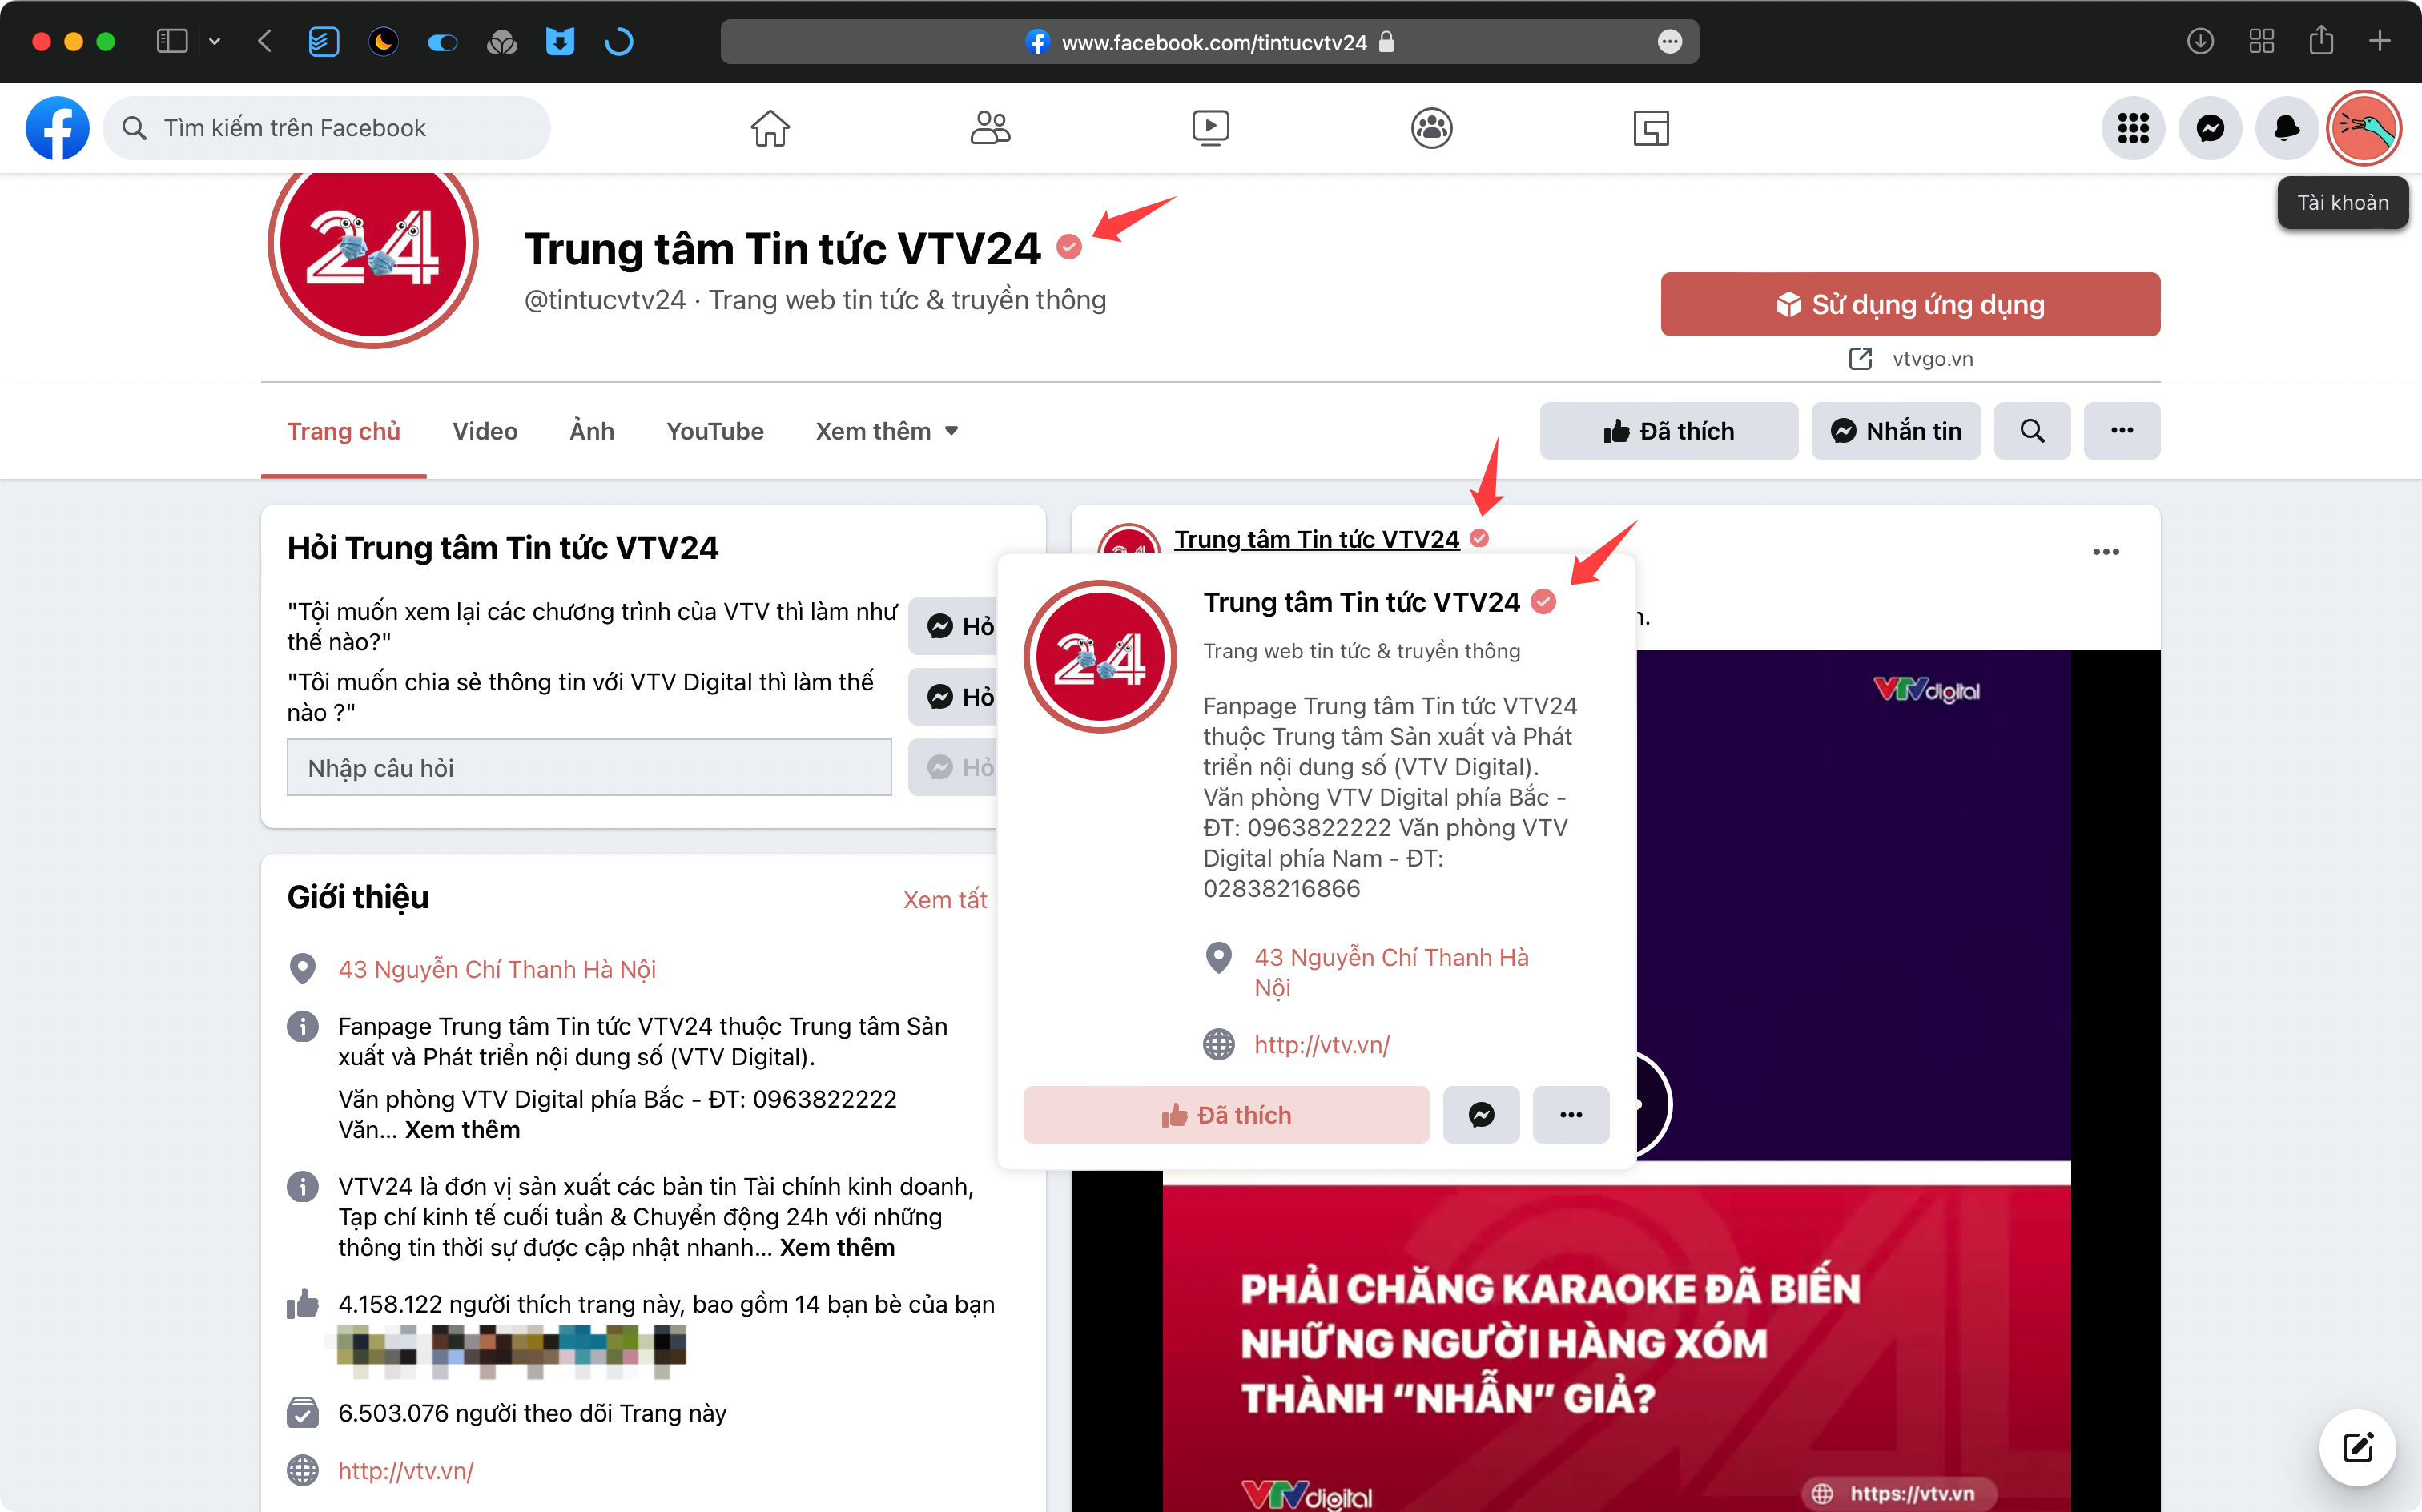 www.facebook.com/tintucvtv24
Tìm kiếm trên Facebook
Tài khoản
24
Trung tâm Tin tức VTV24
@tintucvtv24 · Trang web tin tức & truyền thông
Sử dụng ứng dụng
vtvgo.vn
Trang chủ Video Ảnh YouTube Xem thêm
Đã thích Nhắn tin
Hỏi Trung tâm Tin tức VTV24
"Tội muốn xem lại các chương trình của VTV thì làm như
thế nào?"
Hỏ
"Tôi muốn chia sẻ thông tin với VTV Digital thì làm thế
nào ?"
Hỏ
Nhập câu hỏi
Hỏ
Giới thiệu
Xem tất
43 Nguyễn Chí Thanh Hà Nội
Fanpage Trung tâm Tin tức VTV24 thuộc Trung tâm Sản
xuất và Phát triển nội dung số (VTV Digital).
Văn phòng VTV Digital phía Bắc - ĐT: 0963822222
Văn... Xem thêm
VTV24 là đơn vị sản xuất các bản tin Tài chính kinh doanh,
Tạp chí kinh tế cuối tuần & Chuyển động 24h với những
thông tin thời sự được cập nhật nhanh... Xem thêm
4.158.122 người thích trang này, bao gồm 14 bạn bè của bạn
6.503.076 người theo dõi Trang này
http://vtv.vn/
Trung tâm Tin tức VTV24
24
Trung tâm Tin tức VTV24
Trang web tin tức & truyền thông
Fanpage Trung tâm Tin tức VTV24
thuộc Trung tâm Sản xuất và Phát
triển nội dung số (VTV Digital).
Văn phòng VTV Digital phía Bắc -
ĐT: 0963822222 Văn phòng VTV
Digital phía Nam - ĐT:
02838216866
43 Nguyễn Chí Thanh Hà
Nội
http://vtv.vn/
Đã thích
n.
VTVdigital
PHẢI CHĂNG KARAOKE ĐÃ BIẾN
NHỮNG NGƯỜI HÀNG XÓM
THÀNH “NHẪN” GIẢ?
VTVdigital
https://vtv.vn